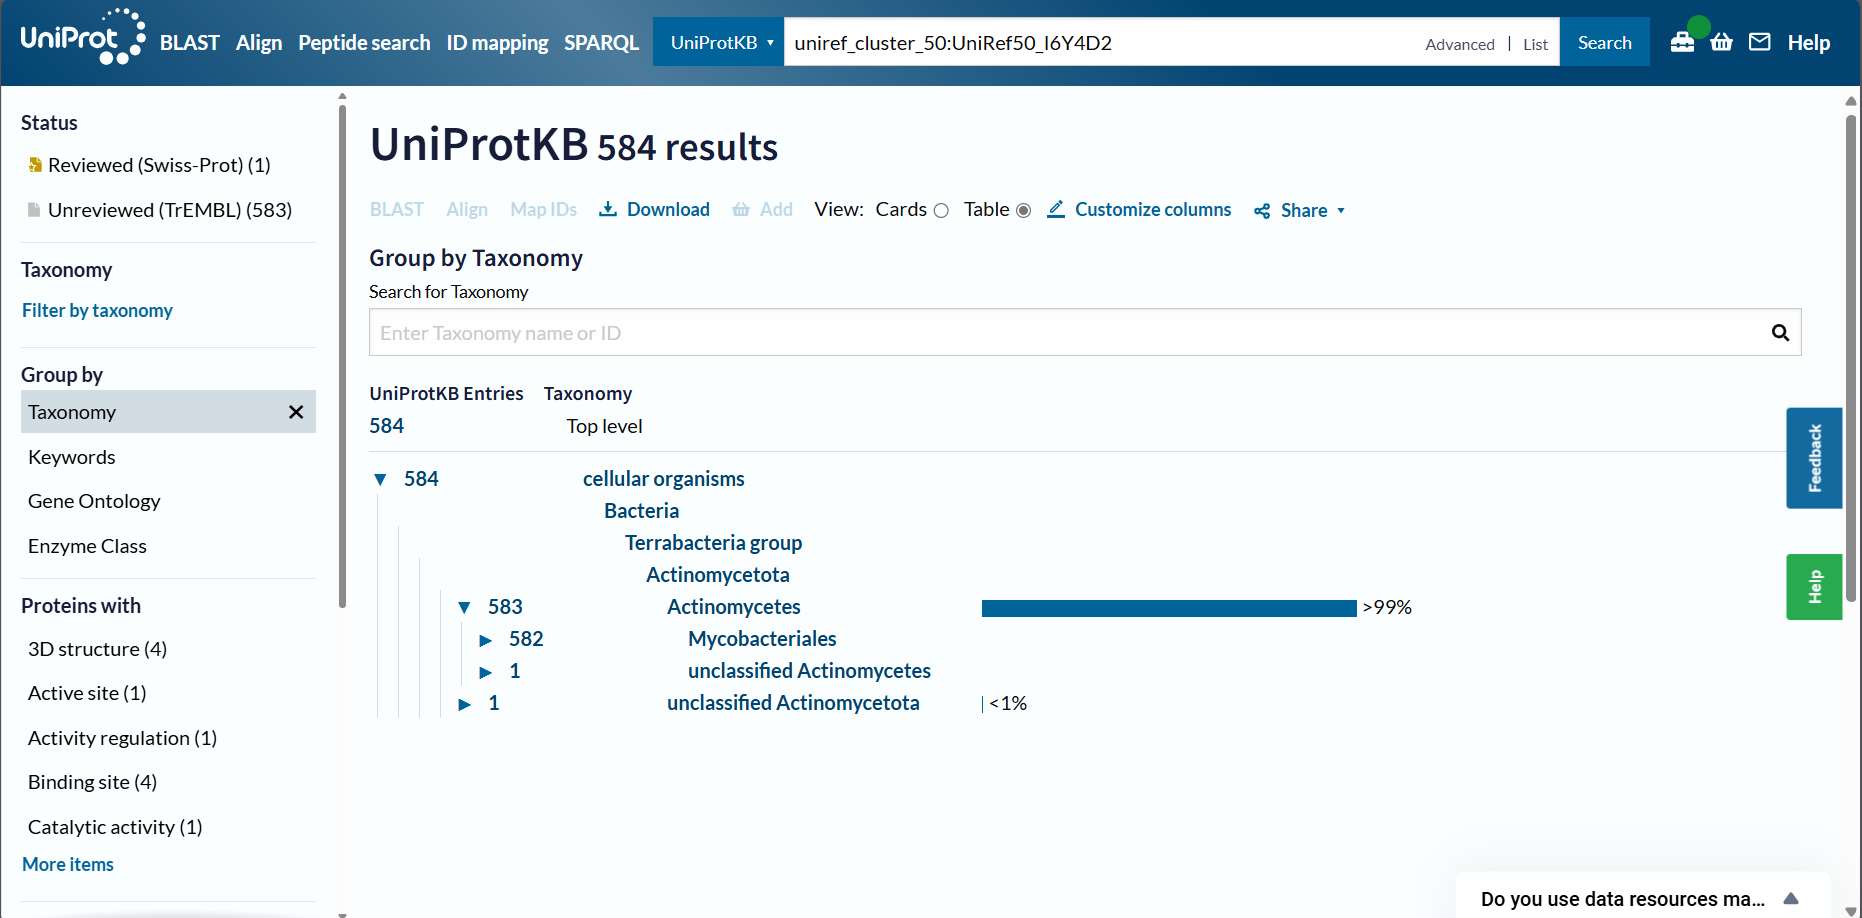 UniProt BLAST Align Peptide search ID mapping SPARQL UniProtKB uniref_cluster_50:UniRef50_I6Y4D2 Advanced | List Search Help
Status
Reviewed (Swiss-Prot) (1)
Unreviewed (TrEMBL) (583)
Taxonomy
Filter by taxonomy
Group by
Taxonomy
Keywords
Gene Ontology
Enzyme Class
Proteins with
3D structure (4)
Active site (1)
Activity regulation (1)
Binding site (4)
Catalytic activity (1)
More items
UniProtKB 584 results
BLAST Align Map IDs Download Add View: Cards Table Customize columns Share
Group by Taxonomy
Search for Taxonomy
Enter Taxonomy name or ID
UniProtKB Entries Taxonomy
584 Top level
584 cellular organisms
Bacteria
Terrabacteria group
Actinomycetota
583 Actinomycetes >99%
582 Mycobacteriales
1 unclassified Actinomycetes
1 unclassified Actinomycetota <1%
Feedback
Help
Do you use data resources ma...